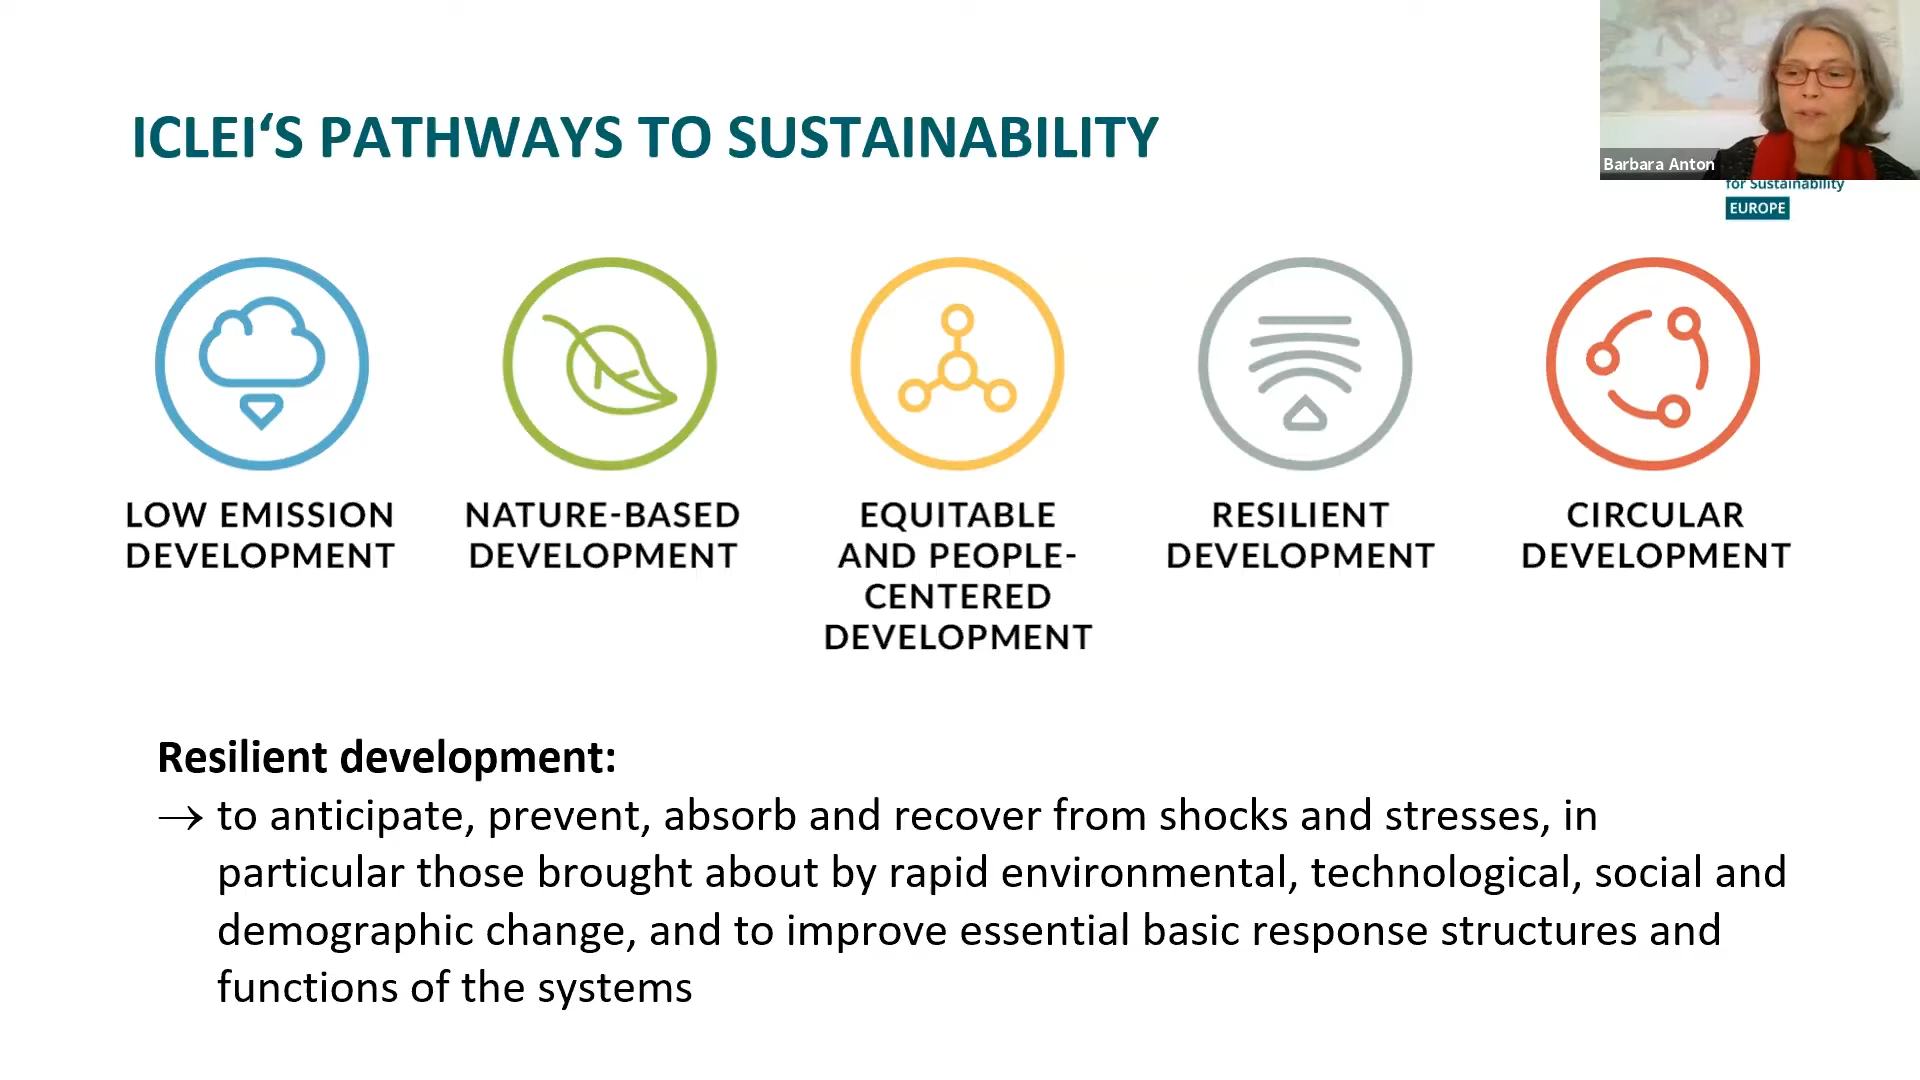 ICLEI‘S PATHWAYS TO SUSTAINABILITY
Barbara Anton
for Sustainability
EUROPE
LOW EMISSION
DEVELOPMENT
NATURE-BASED
DEVELOPMENT
EQUITABLE
AND PEOPLE-
CENTERED
DEVELOPMENT
RESILIENT
DEVELOPMENT
CIRCULAR
DEVELOPMENT
Resilient development:
→ to anticipate, prevent, absorb and recover from shocks and stresses, in
particular those brought about by rapid environmental, technological, social and
demographic change, and to improve essential basic response structures and
functions of the systems